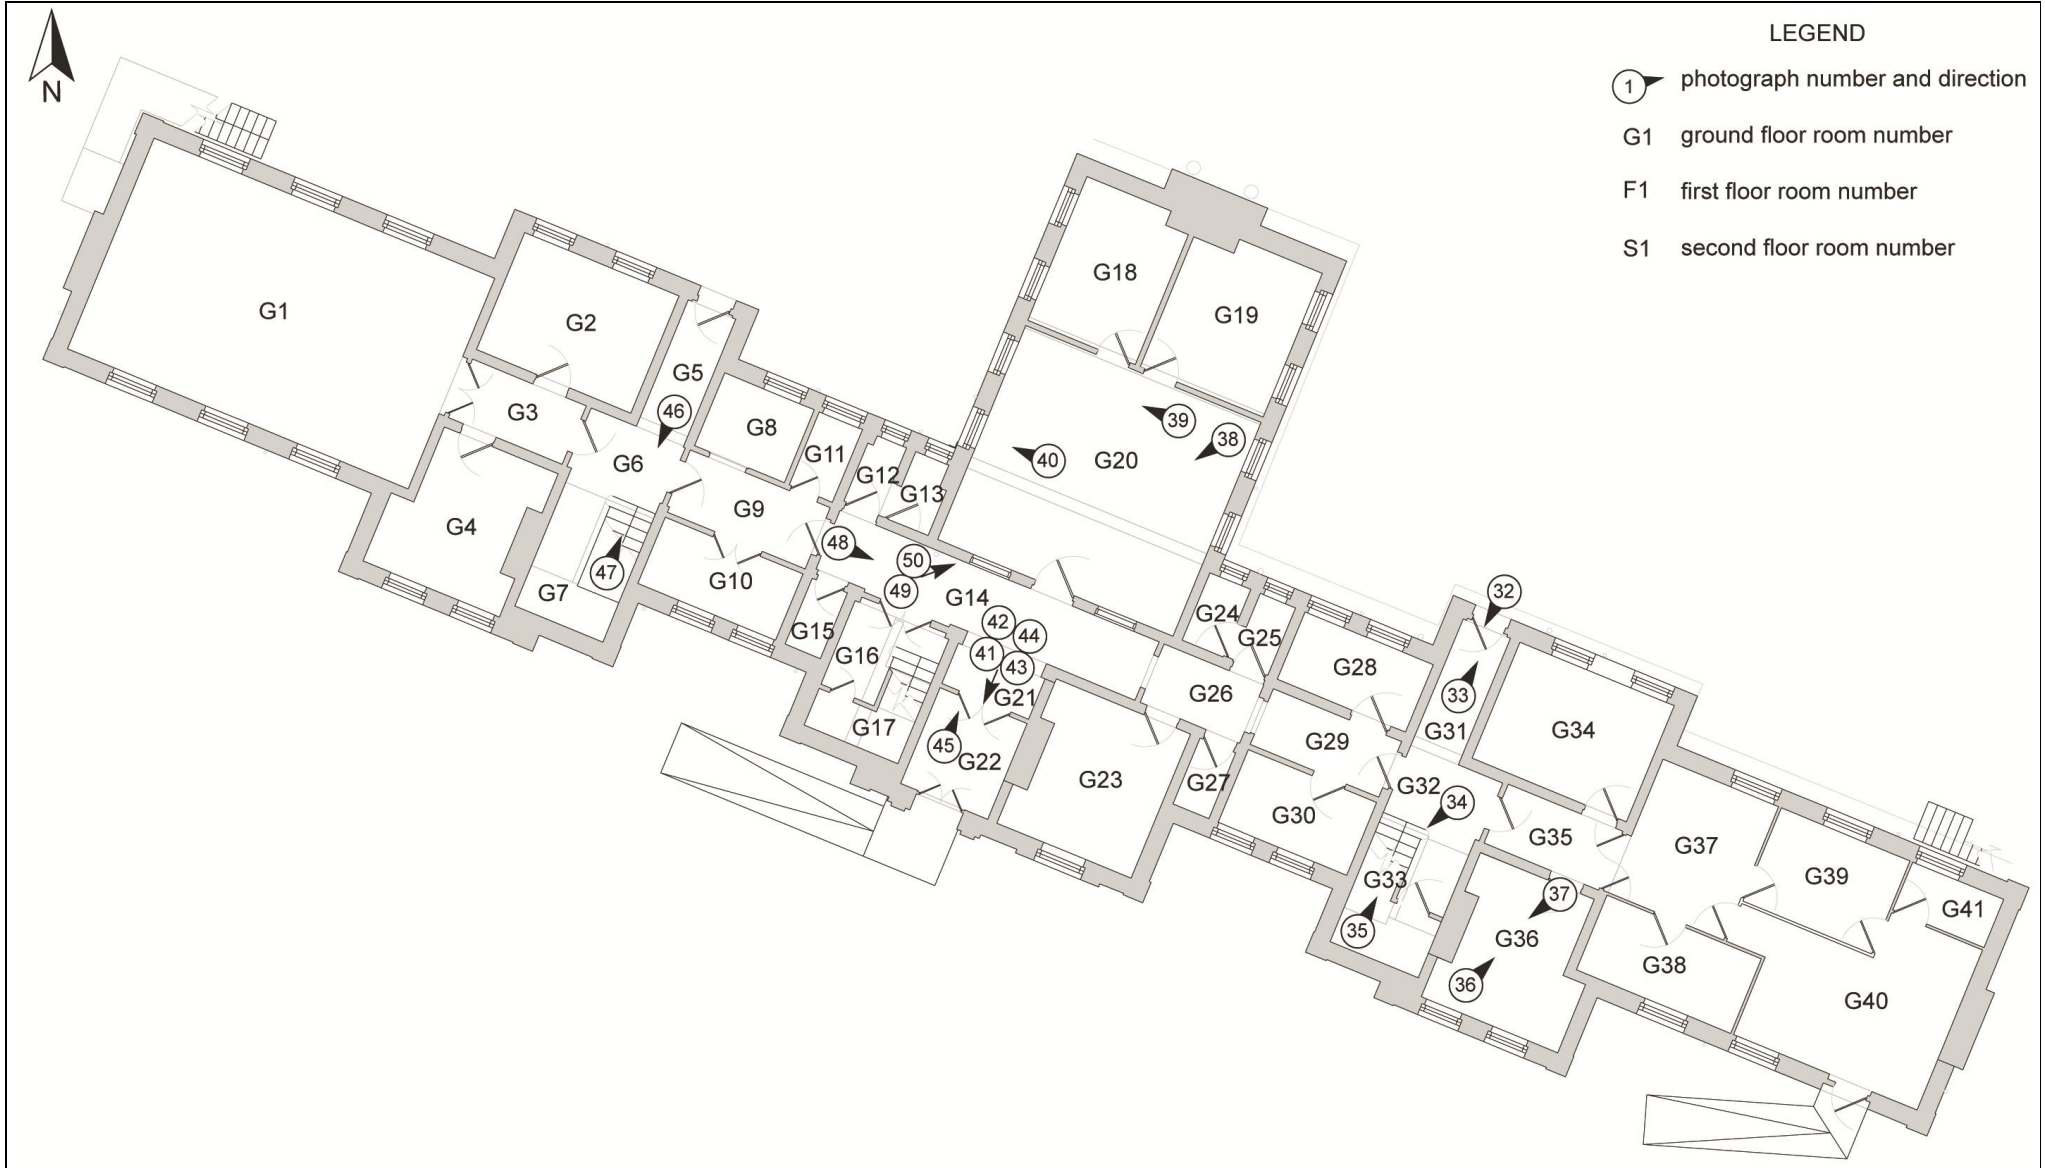 N
LEGEND
1 photograph number and direction
G1 ground floor room number
F1 first floor room number
S1 second floor room number
G1
G2
G3
G4
G5
46
G6
47
G7
G8
G9
G10
G11
G12
G13
48
50
49
G14
G15
G16
G17
G18
G19
39
38
40
G20
42
44
41
43
G21
45
G22
G23
G24
G25
G26
G27
G28
G29
G30
32
33
G31
G32
34
G33
35
G34
G35
37
G36
36
G37
G38
G39
G40
G41